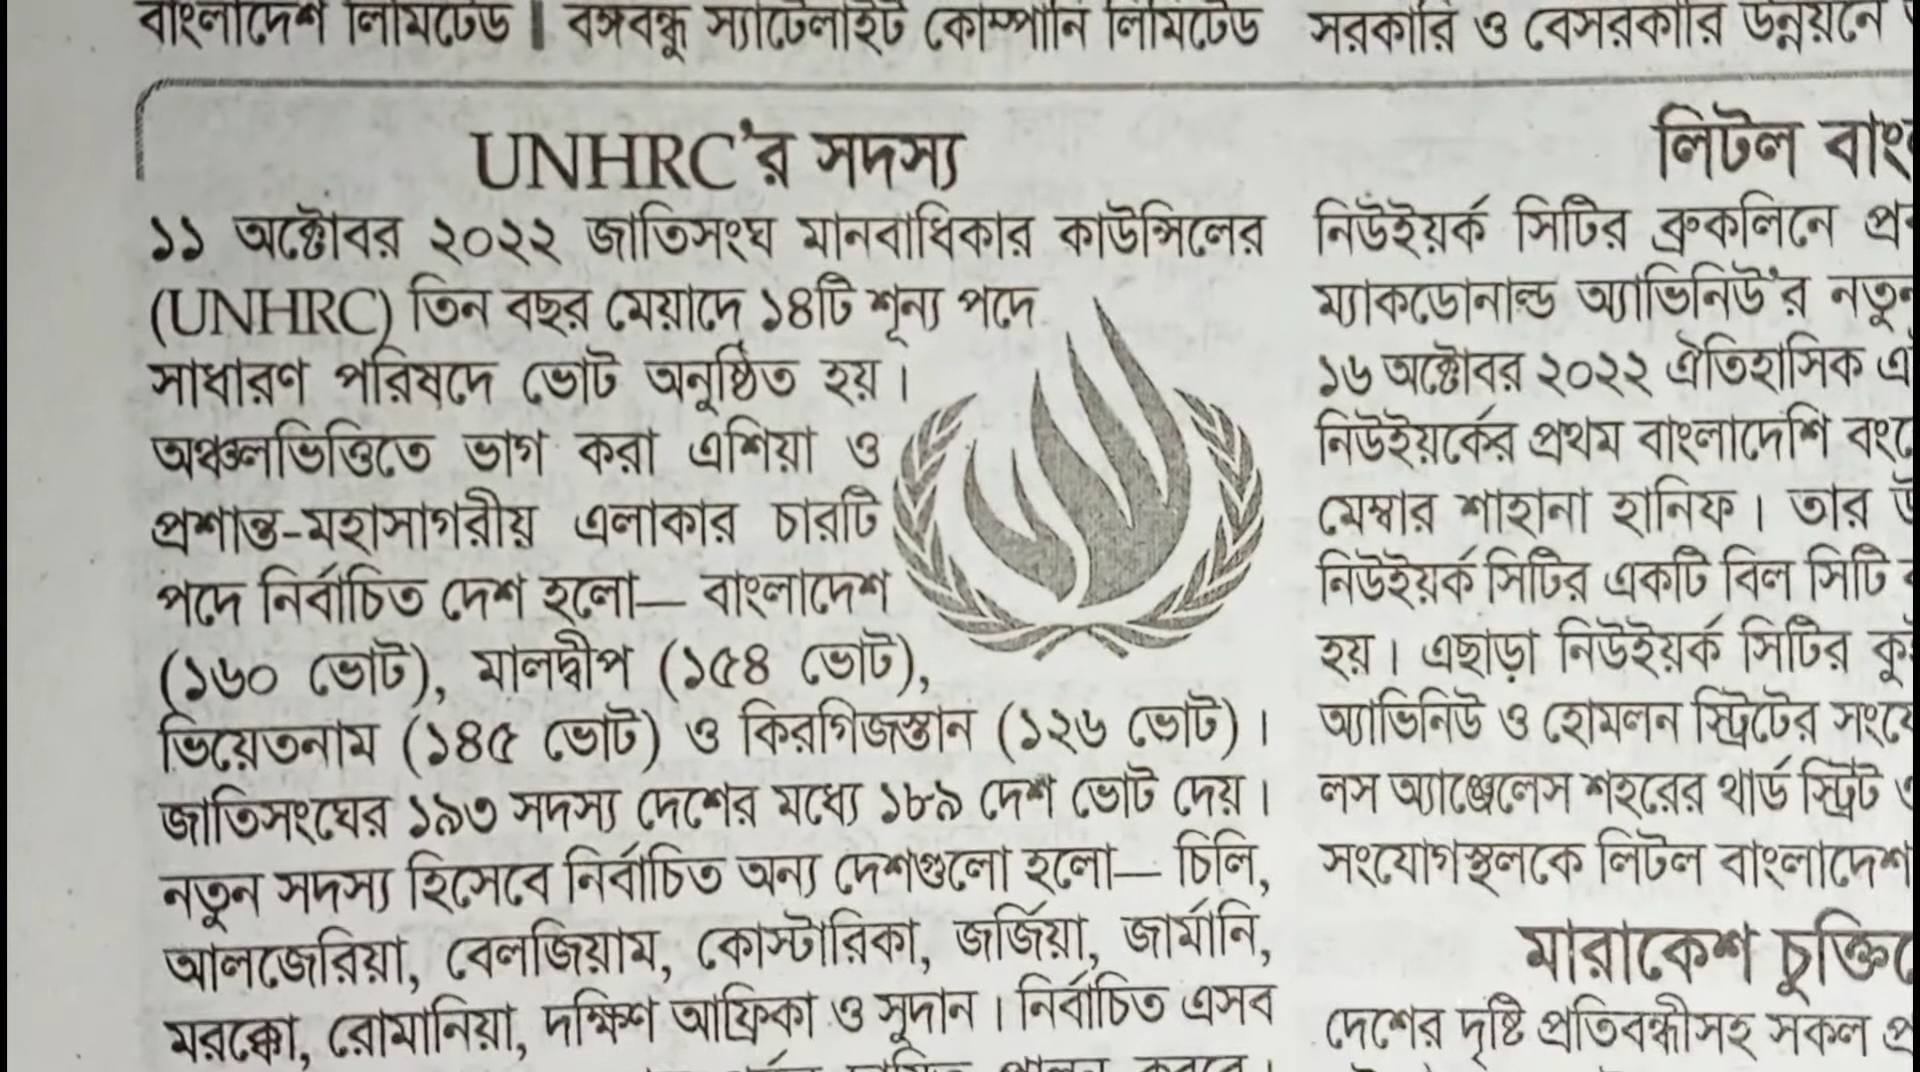 বাংলাদেশ লিমিটেড | বঙ্গবন্ধু স্যাটেলাইট কোম্পানি লিমিটেড
UNHRC'র সদস্য
১১ অক্টোবর ২০২২ জাতিসংঘ মানবাধিকার কাউন্সিলের
(UNHRC) তিন বছর মেয়াদে ১৪টি শূন্য পদে
সাধারণ পরিষদে ভোট অনুষ্ঠিত হয়।
অঞ্চলভিত্তিতে ভাগ করা এশিয়া ও
প্রশান্ত-মহাসাগরীয় এলাকার চারটি
পদে নির্বাচিত দেশ হলো— বাংলাদেশ
(১৬০ ভোট), মালদ্বীপ (১৫৪ ভোট),
ভিয়েতনাম (১৪৫ ভোট) ও কিরগিজস্তান (১২৬ ভোট)।
জাতিসংঘের ১৯৩ সদস্য দেশের মধ্যে ১৮৯ দেশ ভোট দেয়।
নতুন সদস্য হিসেবে নির্বাচিত অন্য দেশগুলো হলো— চিলি,
আলজেরিয়া, বেলজিয়াম, কোস্টারিকা, জর্জিয়া, জার্মানি,
মরক্কো, রোমানিয়া, দক্ষিণ আফ্রিকা ও সুদান। নির্বাচিত এসব
সরকারি ও বেসরকারি উন্নয়নে
লিটল
নিউইয়র্ক সিটির ব্রুকলিনে
ম্যাকডোনাল্ড অ্যাভিনিউ'র
১৬ অক্টোবর ২০২২ ঐতিহাসিক
নিউইয়র্কের প্রথম বাংলাদেশি
মেম্বার শাহানা হানিফ। তার
নিউইয়র্ক সিটির একটি বিল সিটি
হয়। এছাড়া নিউইয়র্ক সিটির
অ্যাভিনিউ ও হোমলন স্ট্রিটের
লস অ্যাঞ্জেলেস শহরের থার্ড স্ট্রিট
সংযোগস্থলকে লিটল বাংলাদেশ
মারাকেশ
দেশের দৃষ্টি প্রতিবন্ধীসহ সকল